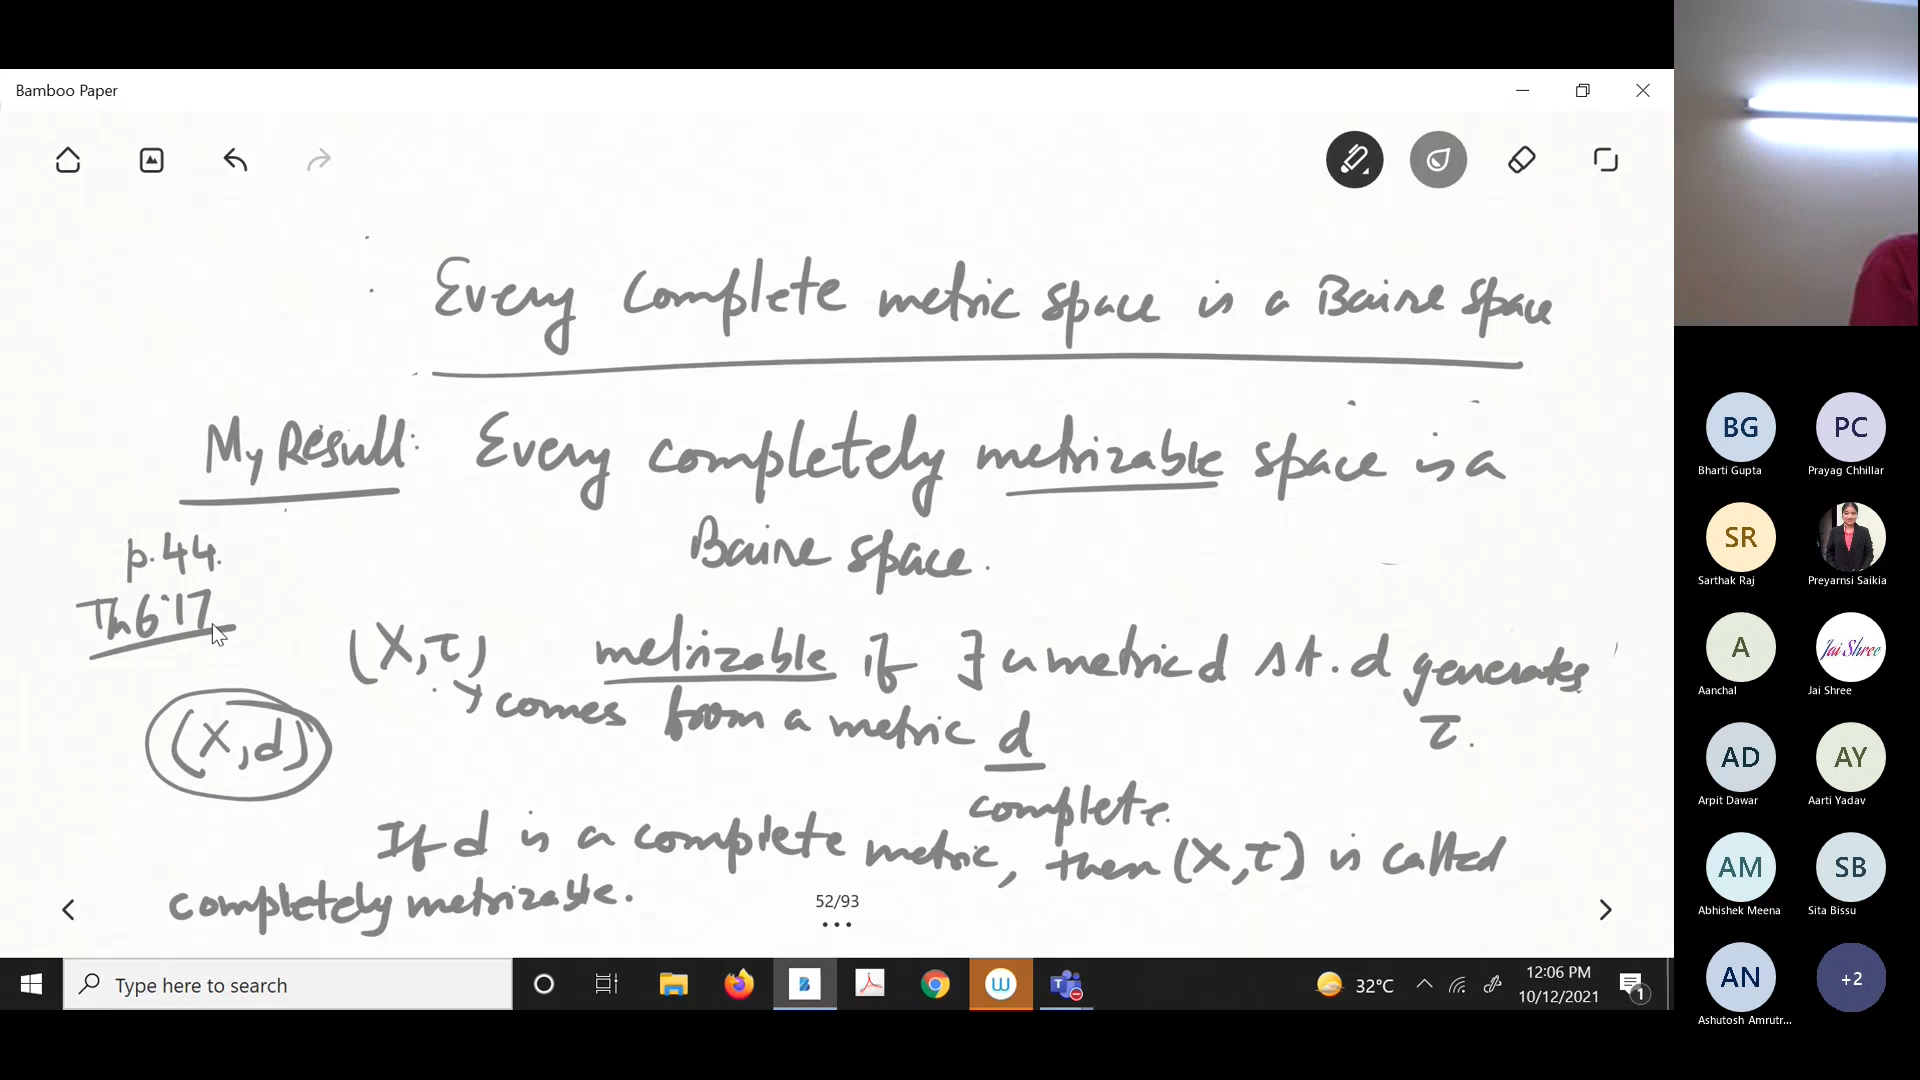 Bamboo Paper
Every complete metric space is a Baire space
My Result: Every completely metrizable space is a
Baire space.
p.44.
Th 6.17
(X,τ) metrizable if ∃ a metric d s.t. d generates
τ.
comes from a metric d
(X,d)
complete.
If d is a complete metric, then (X,τ) is called
completely metrizable.
52/93
Type here to search
32°C
12:06 PM
10/12/2021
1
BG
Bharti Gupta
PC
Prayag Chhillar
SR
Sarthak Raj
Preyarnsi Saikia
A
Aanchal
Jai Shree
Jai Shree
AD
Arpit Dawar
AY
Aarti Yadav
AM
Abhishek Meena
SB
Sita Bissu
AN
Ashutosh Amrutr...
+2